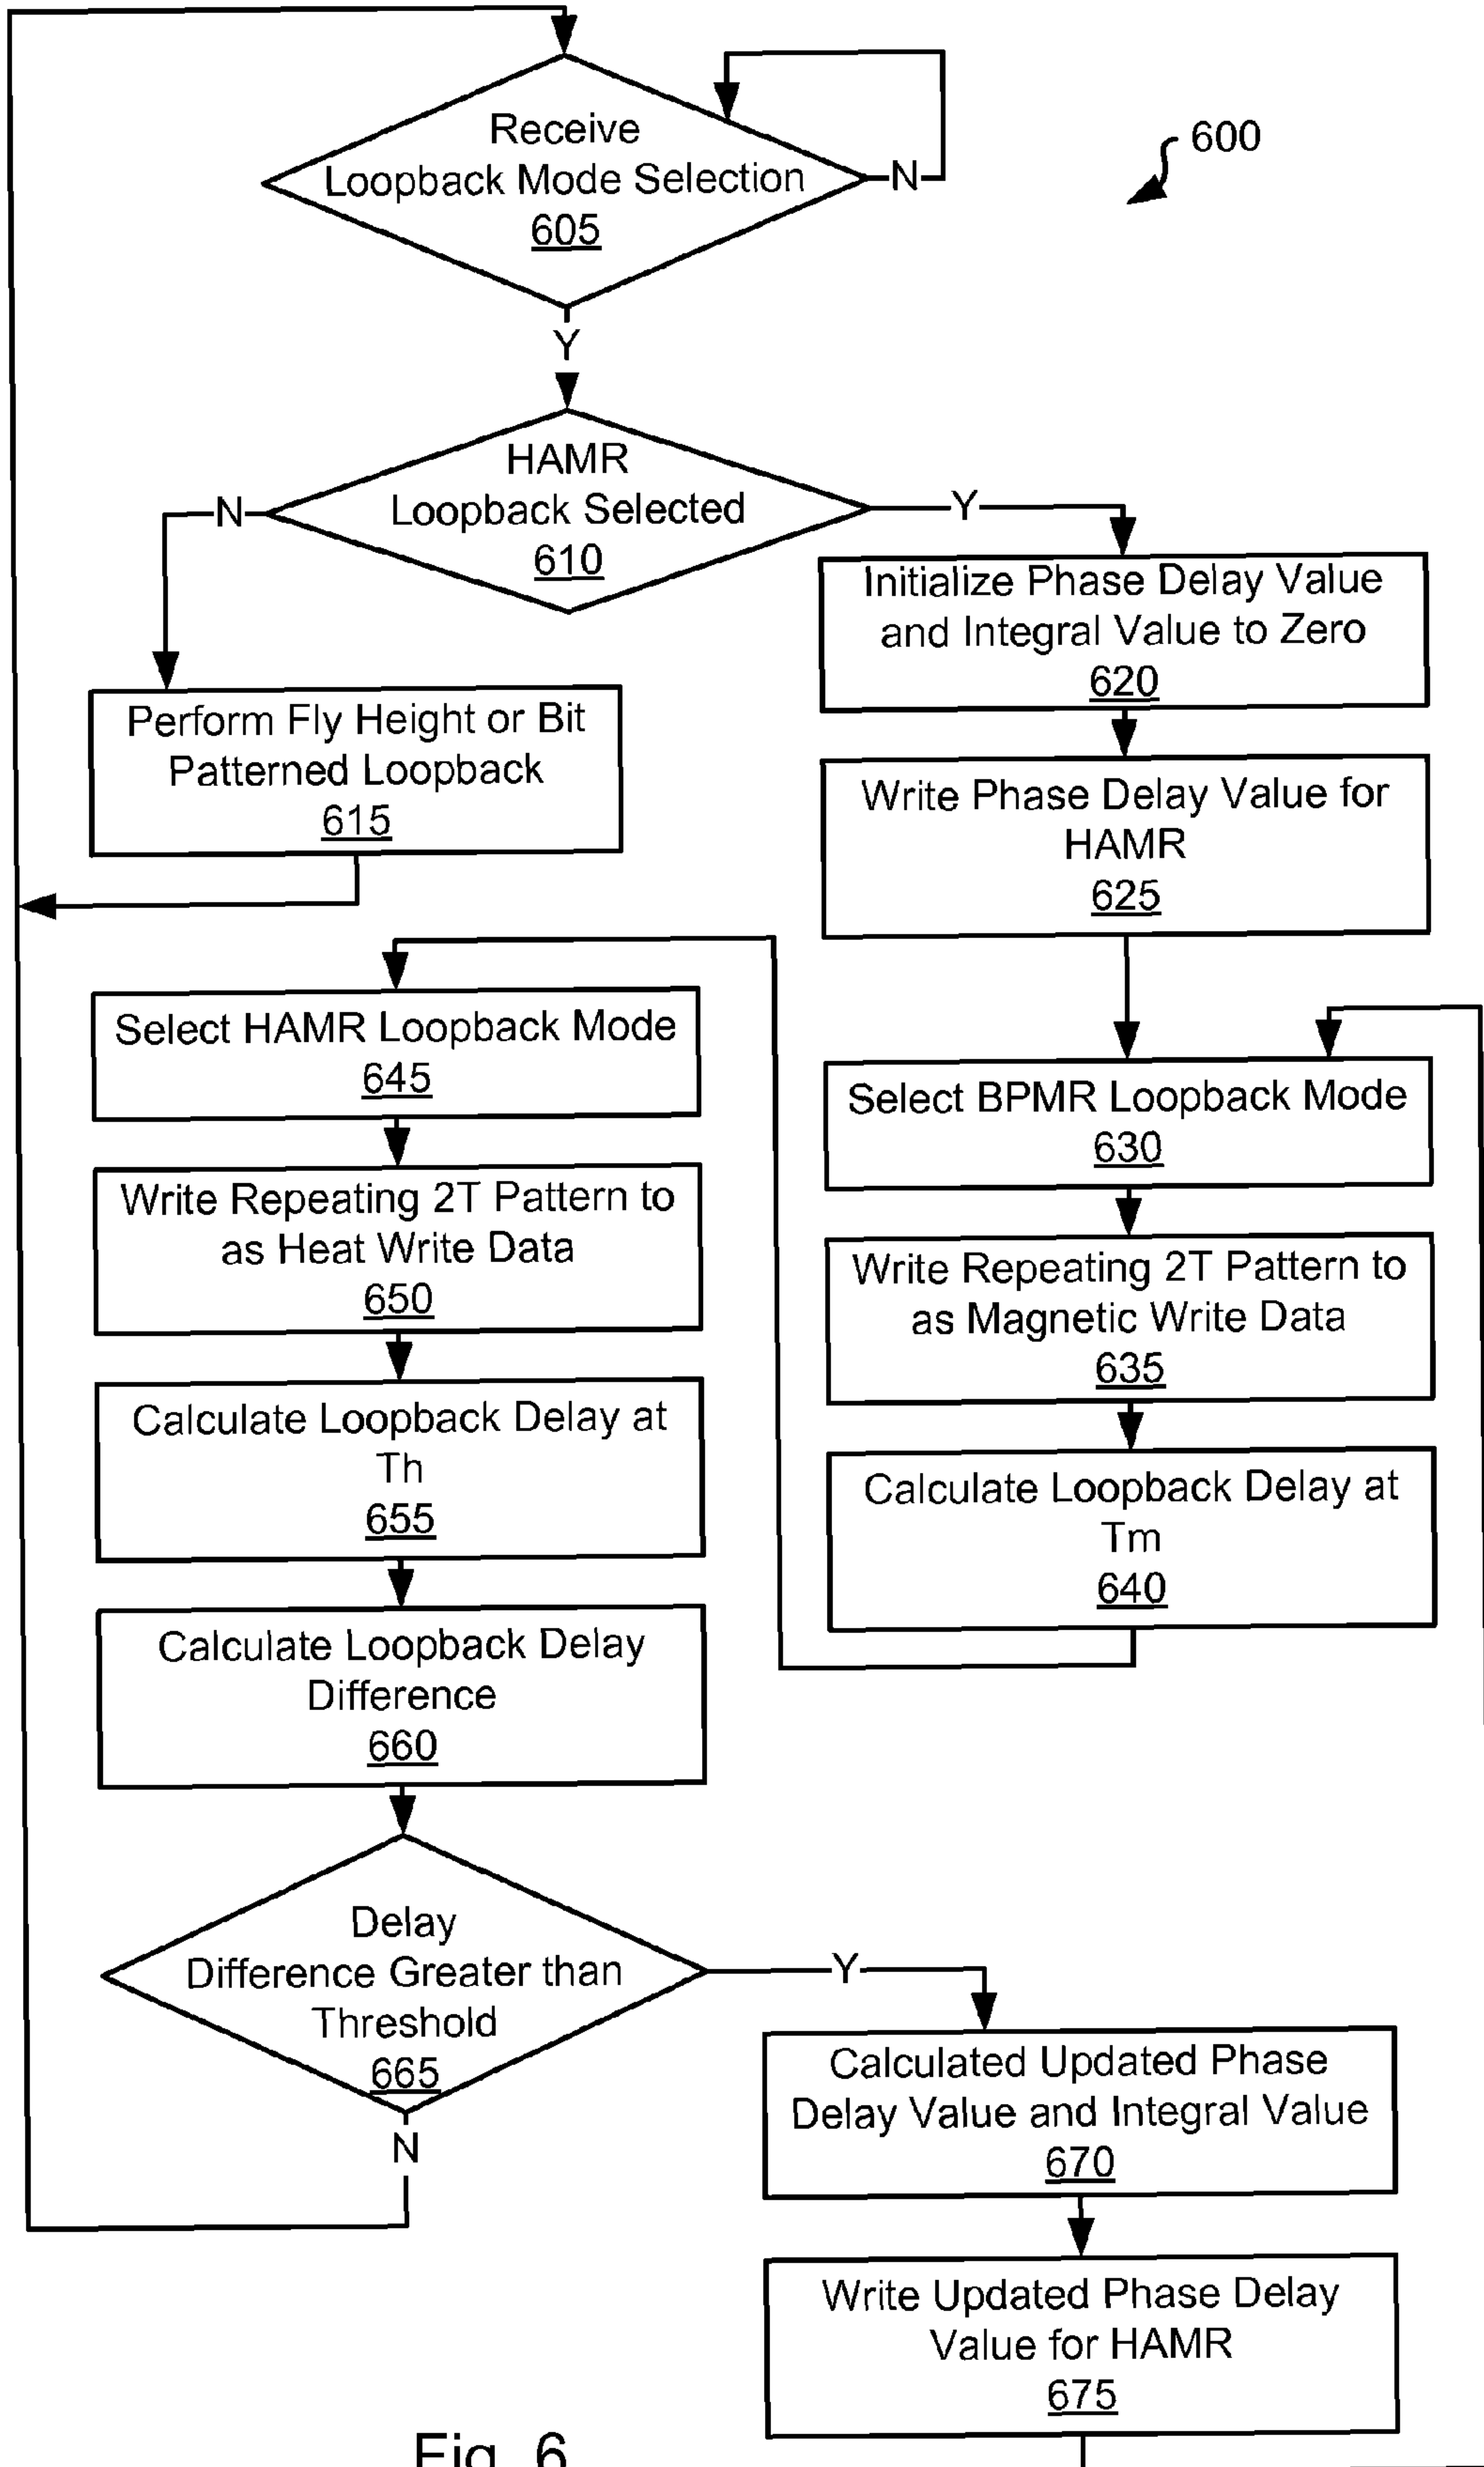 600
Receive
Loopback Mode Selection
605
N
Y
HAMR
Loopback Selected
610
N
Y
Perform Fly Height or Bit
Patterned Loopback
615
Initialize Phase Delay Value
and Integral Value to Zero
620
Write Phase Delay Value for
HAMR
625
Select BPMR Loopback Mode
630
Write Repeating 2T Pattern to
as Magnetic Write Data
635
Calculate Loopback Delay at
Tm
640
Select HAMR Loopback Mode
645
Write Repeating 2T Pattern to
as Heat Write Data
650
Calculate Loopback Delay at
Th
655
Calculate Loopback Delay
Difference
660
Delay
Difference Greater than
Threshold
665
Y
N
Calculated Updated Phase
Delay Value and Integral Value
670
Write Updated Phase Delay
Value for HAMR
675
Fig. 6